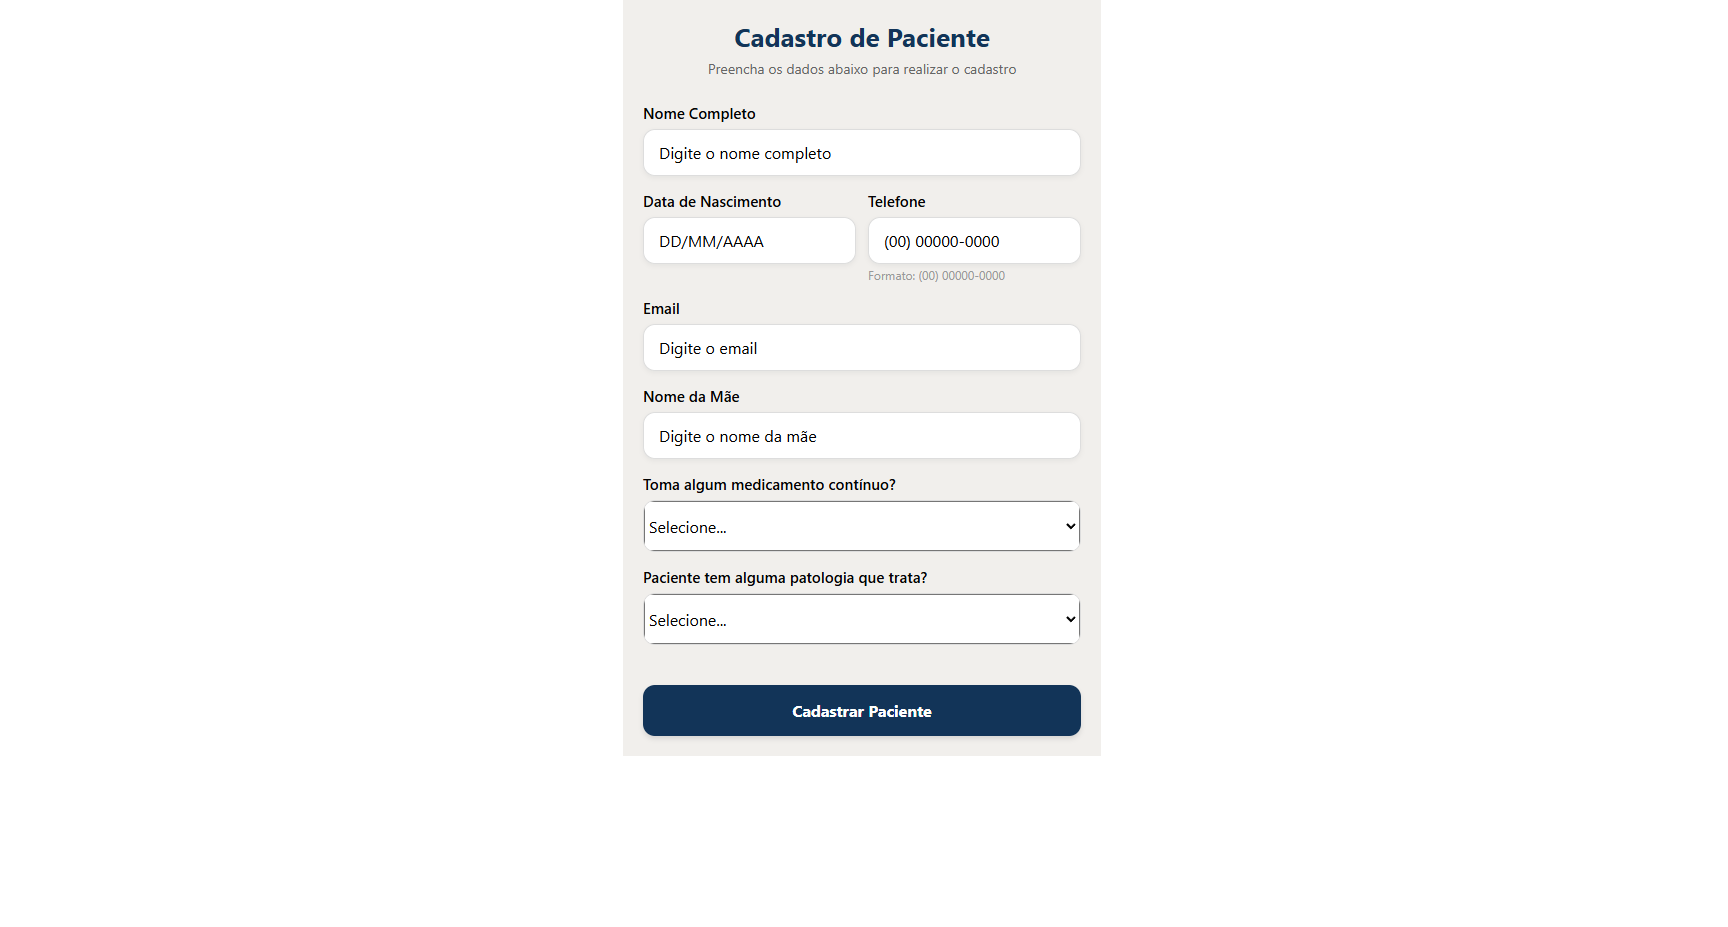 Cadastro de Paciente
Preencha os dados abaixo para realizar o cadastro
Nome Completo
Digite o nome completo
Data de Nascimento
DD/MM/AAAA
Telefone
(00) 00000-0000
Formato: (00) 00000-0000
Email
Digite o email
Nome da Mãe
Digite o nome da mãe
Toma algum medicamento contínuo?
Selecione...
Paciente tem alguma patologia que trata?
Selecione...
Cadastrar Paciente